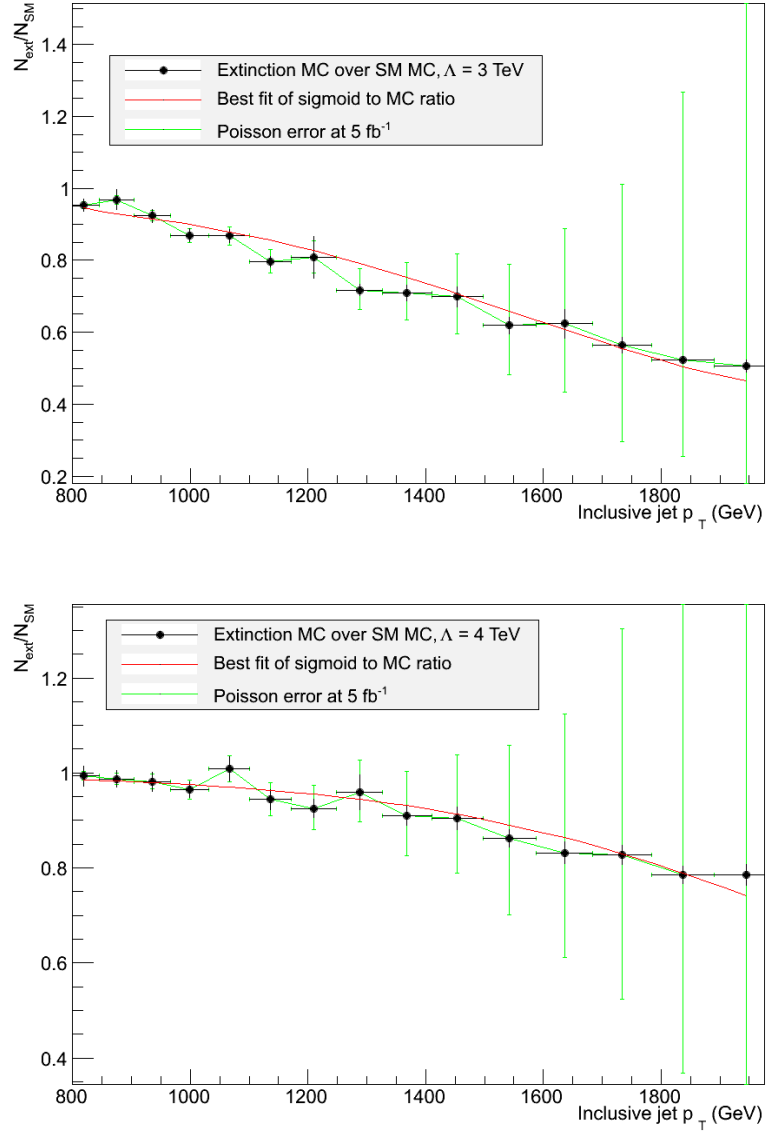 N_ext/N_SM
1.4
1.2
1
0.8
0.6
0.4
0.2
Extinction MC over SM MC, Λ = 3 TeV
Best fit of sigmoid to MC ratio
Poisson error at 5 fb⁻¹
800 1000 1200 1400 1600 1800
Inclusive jet p_T (GeV)
N_ext/N_SM
1.2
1
0.8
0.6
0.4
Extinction MC over SM MC, Λ = 4 TeV
Best fit of sigmoid to MC ratio
Poisson error at 5 fb⁻¹
800 1000 1200 1400 1600 1800
Inclusive jet p_T (GeV)